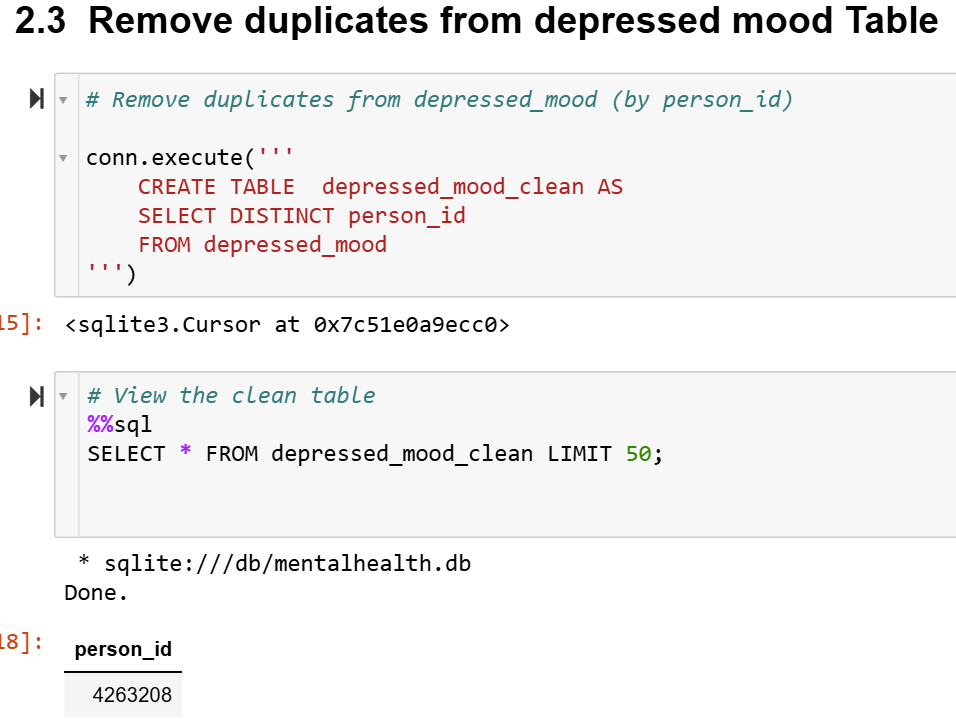 2.3 Remove duplicates from depressed mood Table
# Remove duplicates from depressed_mood (by person_id)
conn.execute('''
CREATE TABLE  depressed_mood_clean AS
SELECT DISTINCT person_id
FROM depressed_mood
''')
15]: <sqlite3.Cursor at 0x7c51e0a9ecc0>
# View the clean table
%%sql
SELECT * FROM depressed_mood_clean LIMIT 50;
* sqlite:///db/mentalhealth.db
Done.
18]: person_id
4263208